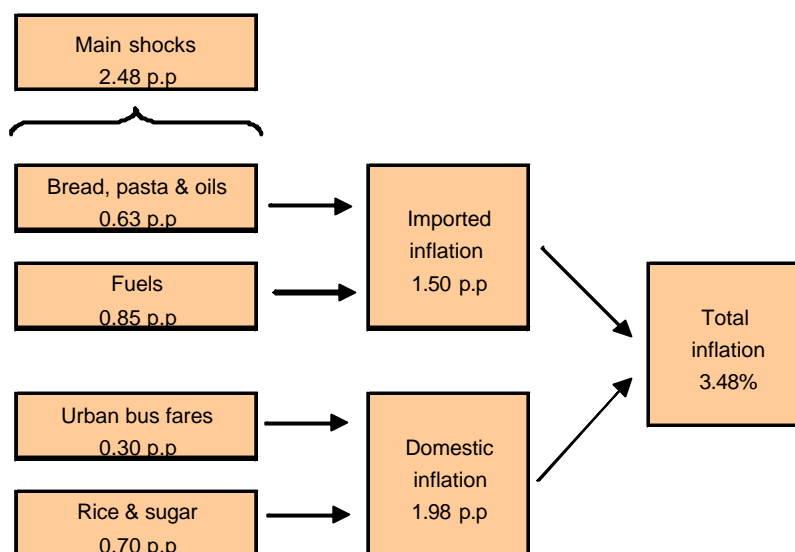 Main shocks
2.48 p.p
Bread, pasta & oils
0.63 p.p
Fuels
0.85 p.p
Imported
inflation
1.50 p.p
Urban bus fares
0.30 p.p
Rice & sugar
0.70 p.p
Domestic
inflation
1.98 p.p
Total
inflation
3.48%